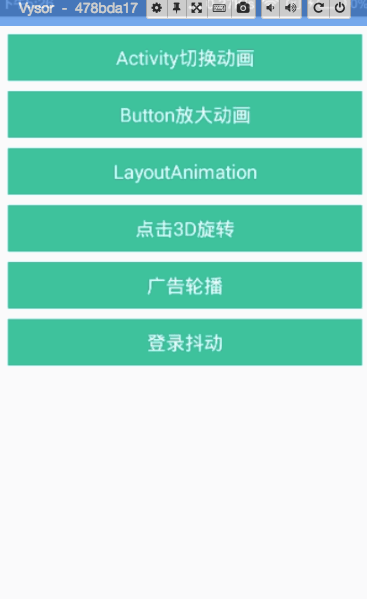 Vysor - 478bda17
Activity切换动画
Button放大动画
LayoutAnimation
点击3D旋转
广告轮播
登录抖动